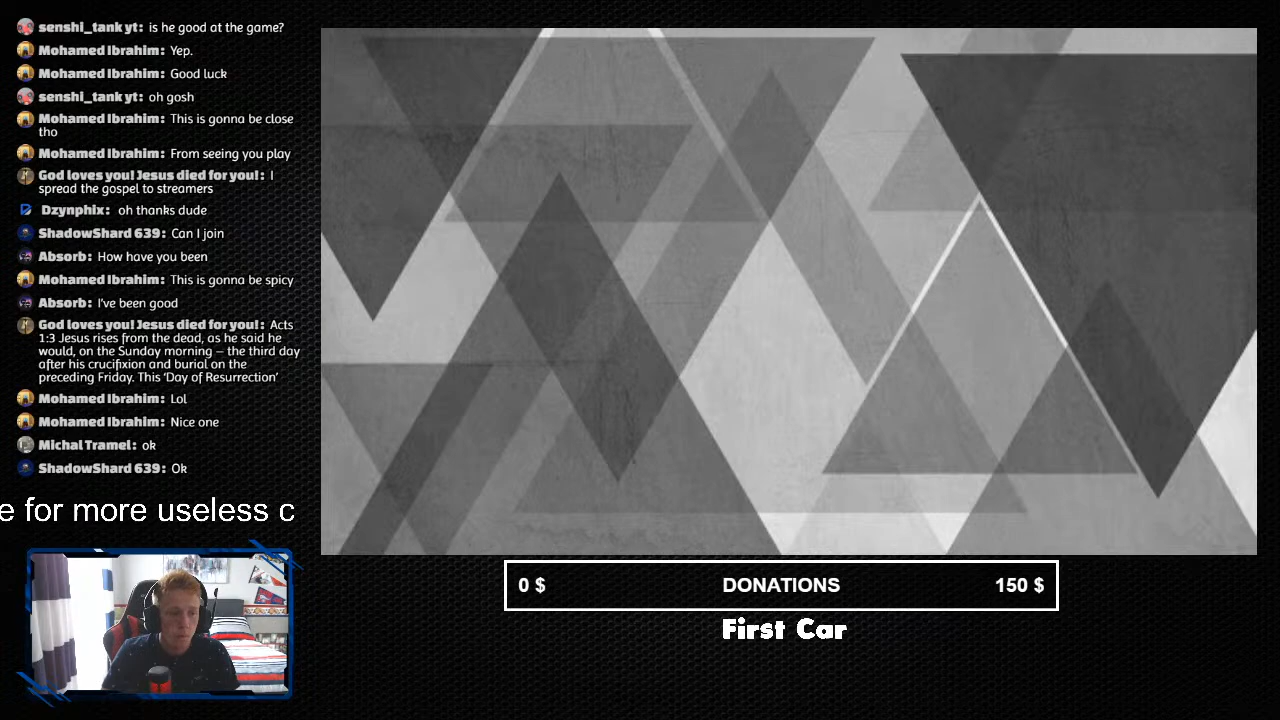 senshi_tank yt: is he good at the game?
Mohamed Ibrahim: Yep.
Mohamed Ibrahim: Good luck
senshi_tank yt: oh gosh
Mohamed Ibrahim: This is gonna be close
tho
Mohamed Ibrahim: From seeing you play
God loves you! Jesus died for you!: I
spread the gospel to streamers
Dzynphix: oh thanks dude
ShadowShard 639: Can I join
Absorb: How have you been
Mohamed Ibrahim: This is gonna be spicy
Absorb: I've been good
God loves you! Jesus died for you!: Acts
1:3 Jesus rises from the dead, as he said he
would, on the Sunday morning – the third day
after his crucifixion and burial on the
preceding Friday. This 'Day of Resurrection'
Mohamed Ibrahim: Lol
Mohamed Ibrahim: Nice one
Michal Tramel: ok
ShadowShard 639: Ok
e for more useless c
0 $ DONATIONS 150 $
First Car